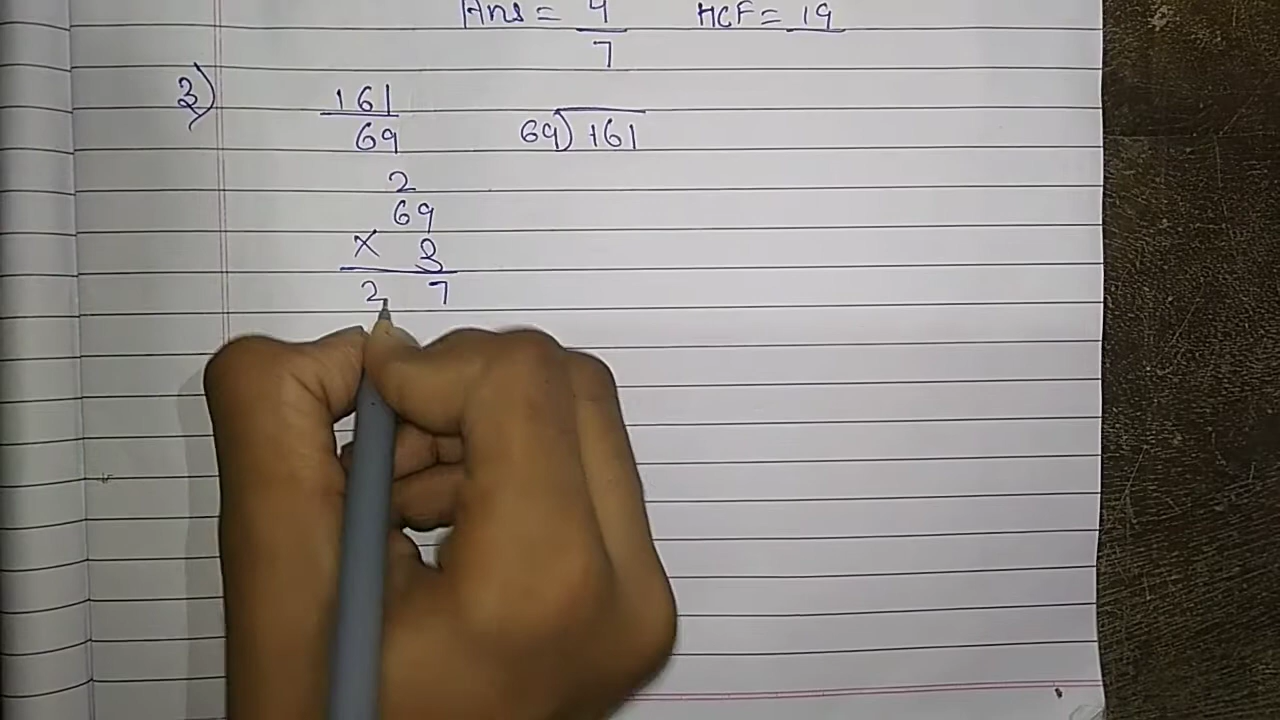 Ans = 4/7 HCF = 19
3) 161/69 69) 161
2
69
× 3
2 7